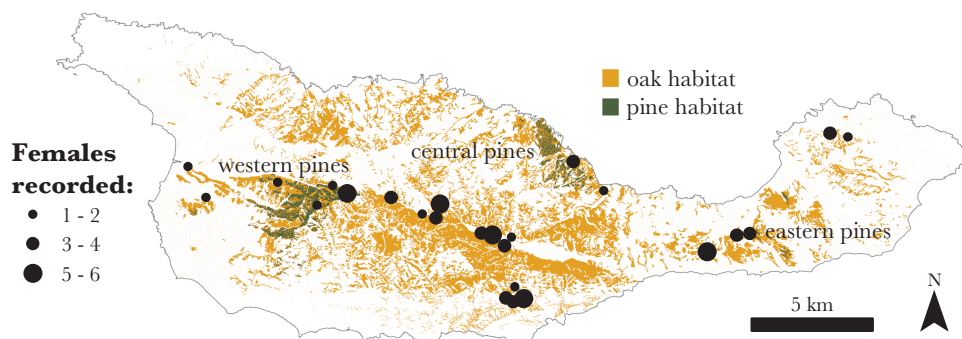 oak habitat
pine habitat
Females
recorded:
1 - 2
3 - 4
5 - 6
western pines
central pines
eastern pines
5 km
N